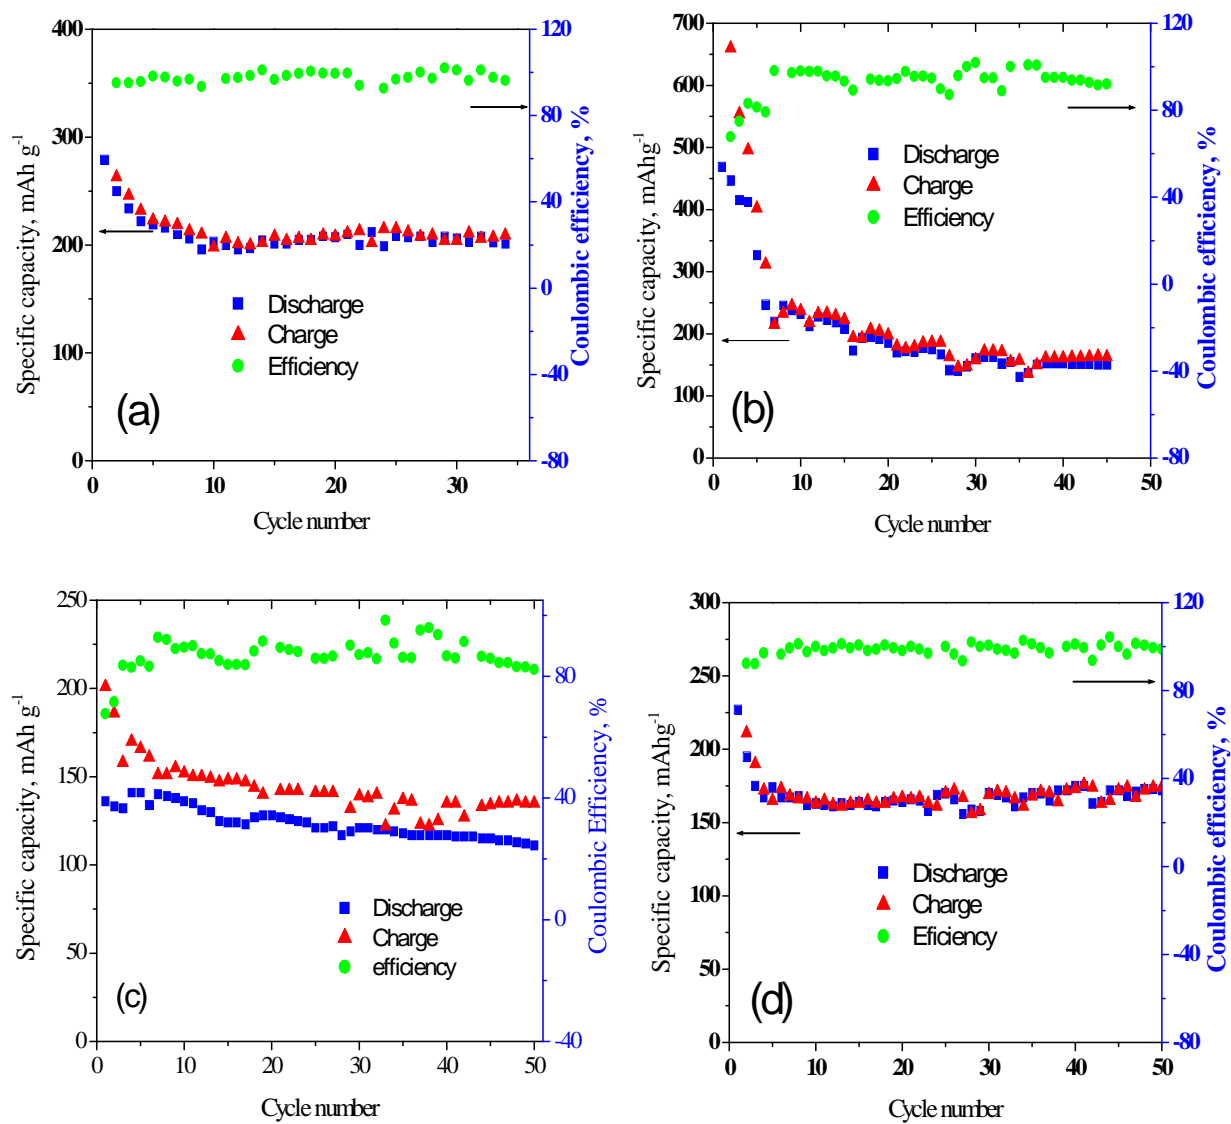 400
300
200
100
0
Specific capacity, mAh g-1
120
80
40
0
-40
-80
Coulombic efficiency, %
Discharge
Charge
Efficiency
(a)
0
10
20
30
Cycle number
700
600
500
400
300
200
150
100
0
Specific capacity, mAhg-1
120
80
40
0
-40
-80
Coulombic efficiency, %
Discharge
Charge
Efficiency
(b)
0
10
20
30
40
50
Cycle number
250
200
150
100
50
0
Specific capacity, mAh g-1
80
40
0
-40
Coulombic Efficiency, %
Discharge
Charge
efficiency
(c)
0
10
20
30
40
50
Cycle number
300
250
200
150
100
50
0
Specific capacity, mAhg-1
120
80
40
0
-40
-80
Coulombic efficiency, %
Discharge
Charge
Eficiency
(d)
0
10
20
30
40
50
Cycle number